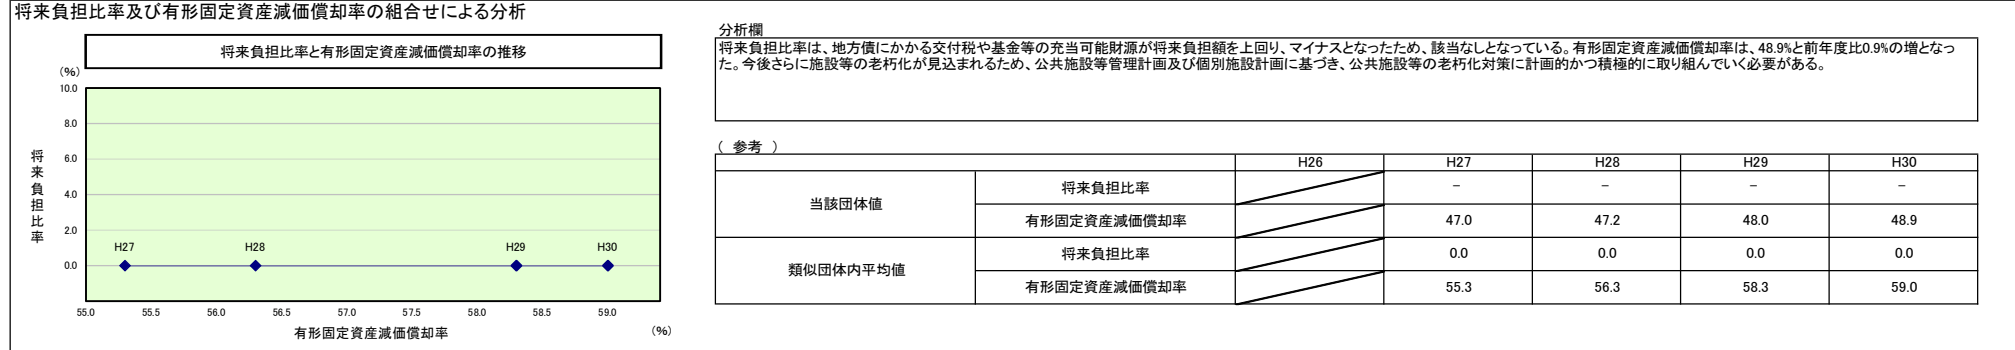 将来負担比率及び有形固定資産減価償却率の組合せによる分析
将来負担比率と有形固定資産減価償却率の推移
(%)
10.0
8.0
6.0
4.0
2.0
0.0
将来負担比率
H27 H28 H29 H30
55.0 55.5 56.0 56.5 57.0 57.5 58.0 58.5 59.0
有形固定資産減価償却率 (%)
分析欄
将来負担比率は、地方債にかかる交付税や基金等の充当可能財源が将来負担額を上回り、マイナスとなったため、該当なしとなっている。有形固定資産減価償却率は、48.9%と前年度比0.9%の増となっ
た。今後さらに施設等の老朽化が見込まれるため、公共施設等管理計画及び個別施設計画に基づき、公共施設等の老朽化対策に計画的かつ積極的に取り組んでいく必要がある。
( 参考 )
H26 H27 H28 H29 H30
当該団体値
将来負担比率 － － － －
有形固定資産減価償却率 47.0 47.2 48.0 48.9
類似団体内平均値
将来負担比率 0.0 0.0 0.0 0.0
有形固定資産減価償却率 55.3 56.3 58.3 59.0